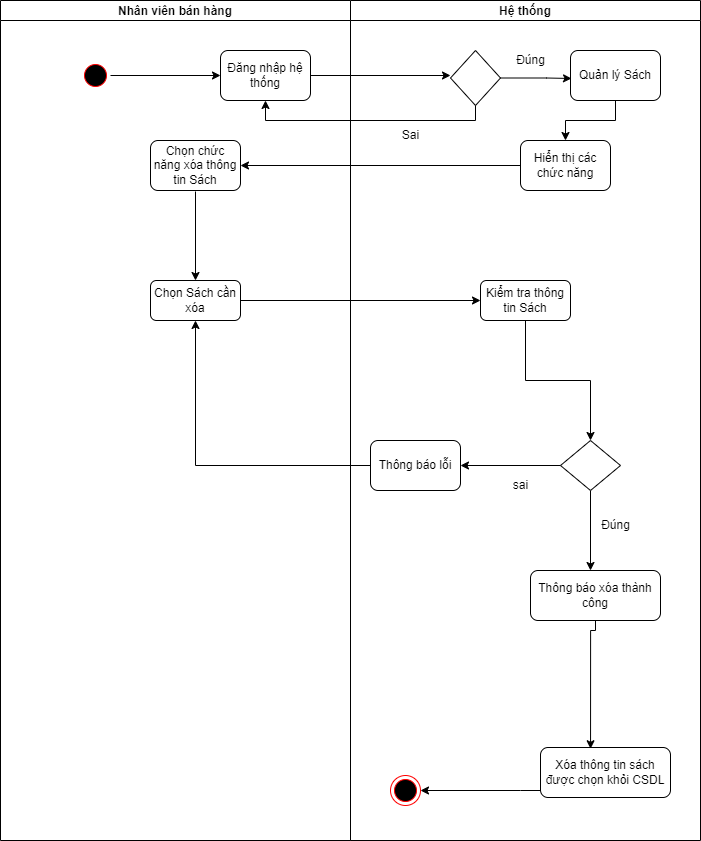 Nhân viên bán hàng
Hệ thống
Đăng nhập hệ
thống
Đúng
Quản lý Sách
Sai
Chọn chức
năng xóa thông
tin Sách
Hiển thị các
chức năng
Chọn Sách cần
xóa
Kiểm tra thông
tin Sách
Thông báo lỗi
sai
Đúng
Thông báo xóa thành
công
Xóa thông tin sách
được chọn khỏi CSDL